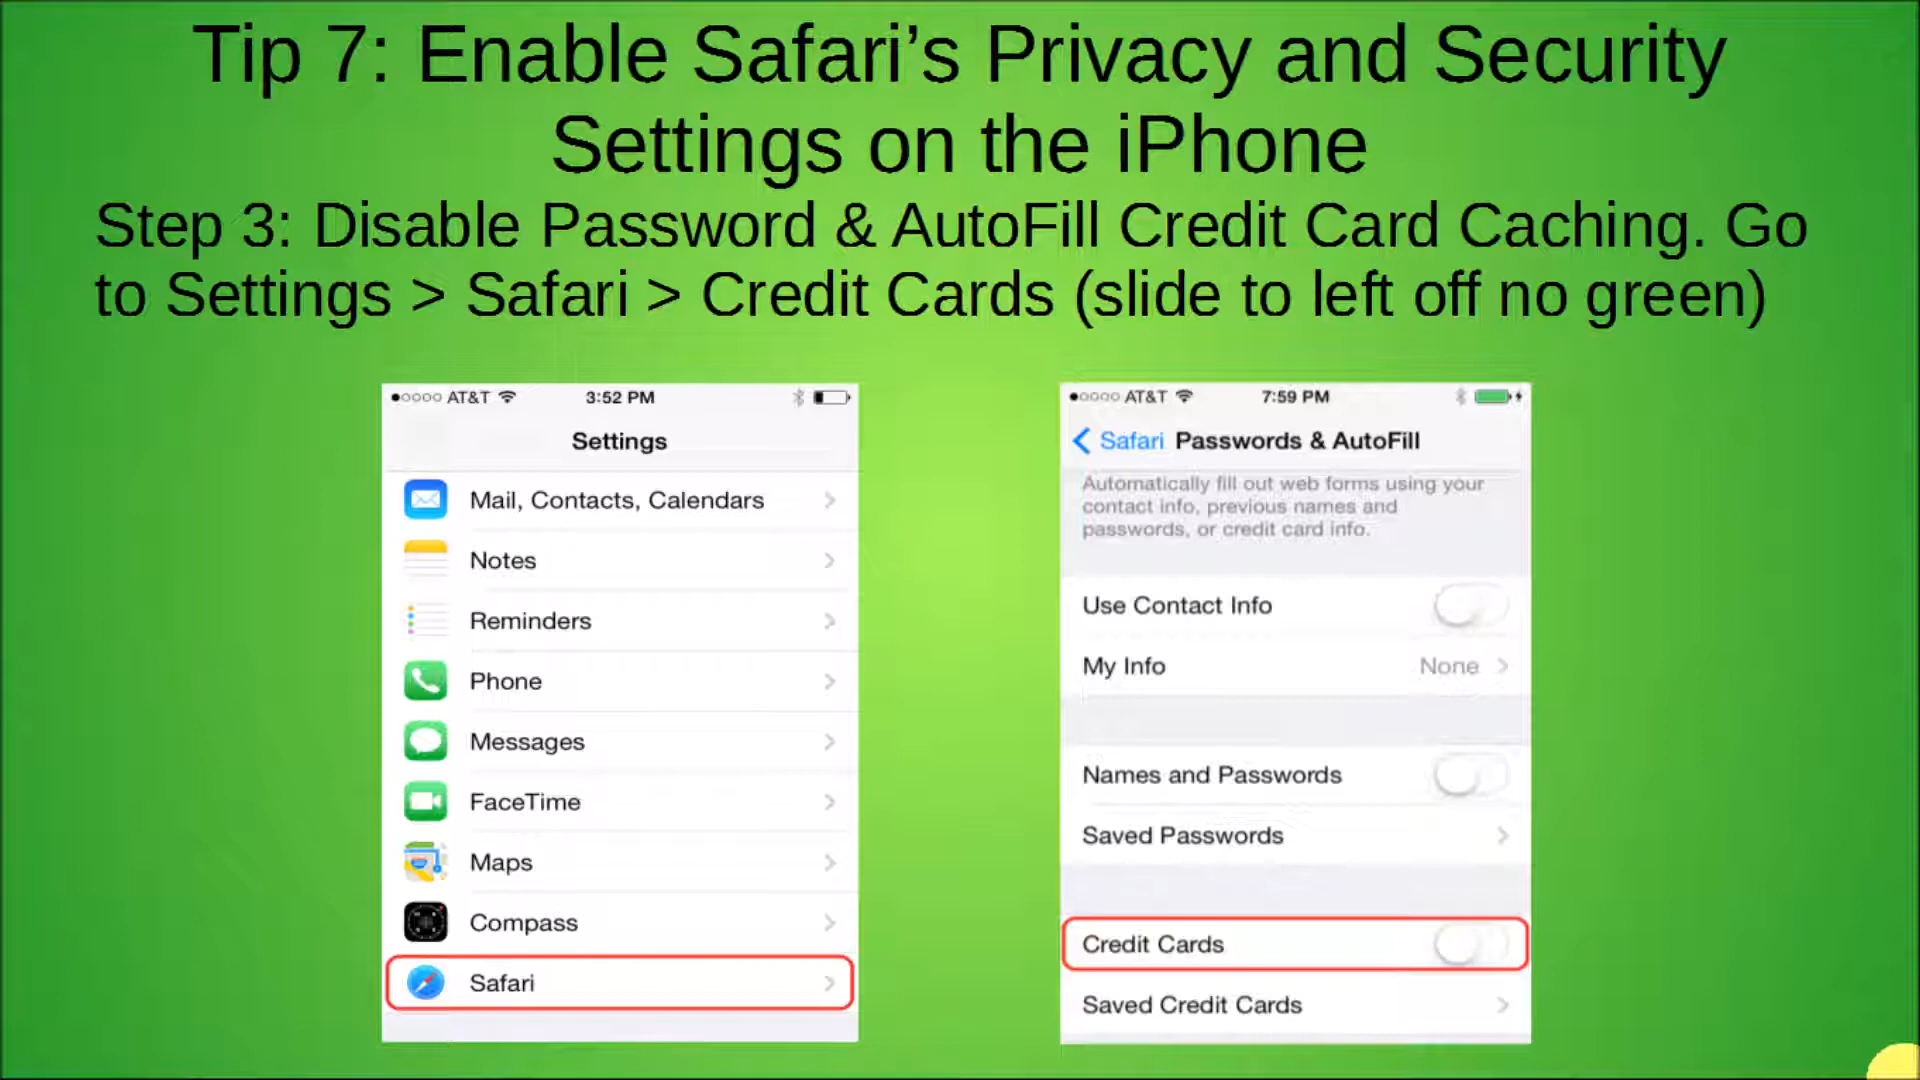 Tip 7: Enable Safari’s Privacy and Security
Settings on the iPhone
Step 3: Disable Password & AutoFill Credit Card Caching. Go
to Settings > Safari > Credit Cards (slide to left off no green)
AT&T 3:52 PM
Settings
Mail, Contacts, Calendars
Notes
Reminders
Phone
Messages
FaceTime
Maps
Compass
Safari
AT&T 7:59 PM
Safari Passwords & AutoFill
Automatically fill out web forms using your
contact info, previous names and
passwords, or credit card info.
Use Contact Info
My Info None
Names and Passwords
Saved Passwords
Credit Cards
Saved Credit Cards